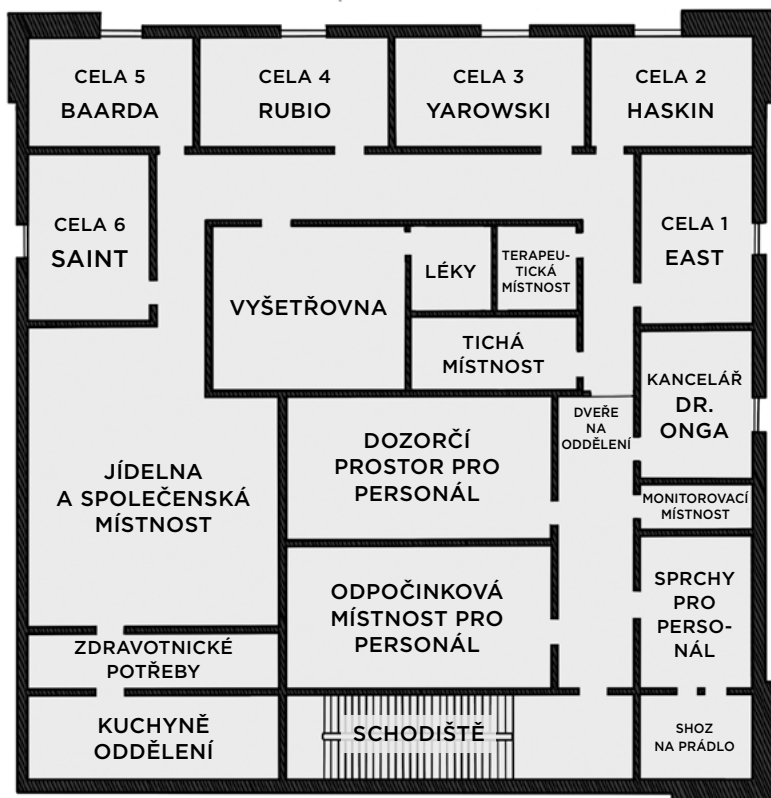 CELA 5
BAARDA
CELA 4
RUBIO
CELA 3
YAROWSKI
CELA 2
HASKIN
CELA 6
SAINT
CELA 1
EAST
VYŠETŘOVNA
LÉKY
TERAPEU-
TICKÁ
MÍSTNOST
TICHÁ
MÍSTNOST
KANCELÁŘ
DR.
ONGA
DVEŘE
NA
ODDĚLENÍ
DOZORČÍ
PROSTOR PRO
PERSONÁL
JÍDELNA
A SPOLEČENSKÁ
MÍSTNOST
MONITOROVACÍ
MÍSTNOST
ODPOČINKOVÁ
MÍSTNOST PRO
PERSONÁL
SPRCHY
PRO
PERSO-
NÁL
ZDRAVOTNICKÉ
POTŘEBY
KUCHYNĚ
ODDĚLENÍ
SCHODIŠTĚ
SHOZ
NA PRÁDLO